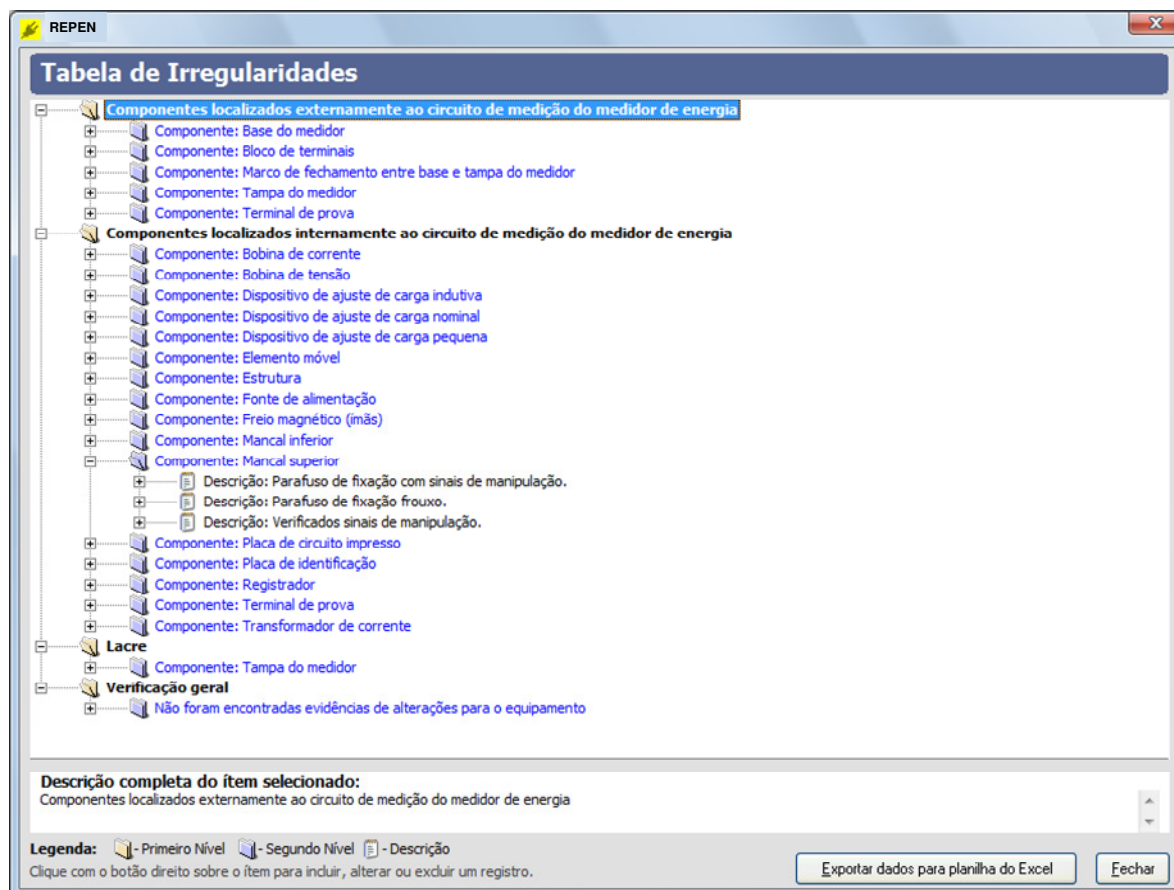 REPEN
Tabela de Irregularidades
Componentes localizados externamente ao circuito de medição do medidor de energia
Componente: Base do medidor
Componente: Bloco de terminais
Componente: Marco de fechamento entre base e tampa do medidor
Componente: Tampa do medidor
Componente: Terminal de prova
Componentes localizados internamente ao circuito de medição do medidor de energia
Componente: Bobina de corrente
Componente: Bobina de tensão
Componente: Dispositivo de ajuste de carga indutiva
Componente: Dispositivo de ajuste de carga nominal
Componente: Dispositivo de ajuste de carga pequena
Componente: Elemento móvel
Componente: Estrutura
Componente: Fonte de alimentação
Componente: Freio magnético (ímãs)
Componente: Mancal inferior
Componente: Mancal superior
Descrição: Parafuso de fixação com sinais de manipulação.
Descrição: Parafuso de fixação frouxo.
Descrição: Verificados sinais de manipulação.
Componente: Placa de circuito impresso
Componente: Placa de identificação
Componente: Registrador
Componente: Terminal de prova
Componente: Transformador de corrente
Lacre
Componente: Tampa do medidor
Verificação geral
Não foram encontradas evidências de alterações para o equipamento
Descrição completa do ítem selecionado:
Componentes localizados externamente ao circuito de medição do medidor de energia
Legenda: - Primeiro Nível - Segundo Nível - Descrição
Clique com o botão direito sobre o ítem para incluir, alterar ou excluir um registro.
Exportar dados para planilha do Excel
Fechar